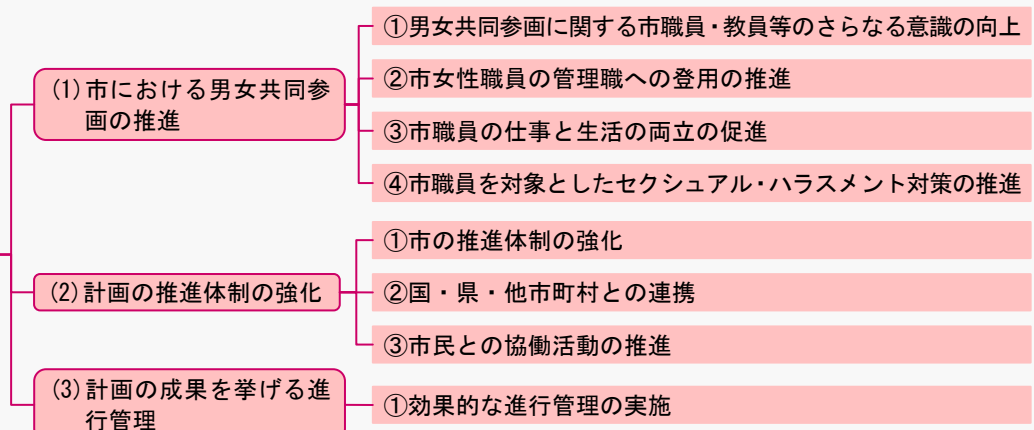 (1)市における男女共同参
画の推進
①男女共同参画に関する市職員・教員等のさらなる意識の向上
②市女性職員の管理職への登用の推進
③市職員の仕事と生活の両立の促進
④市職員を対象としたセクシュアル・ハラスメント対策の推進
(2)計画の推進体制の強化
①市の推進体制の強化
②国・県・他市町村との連携
③市民との協働活動の推進
(3)計画の成果を挙げる進
行管理
①効果的な進行管理の実施